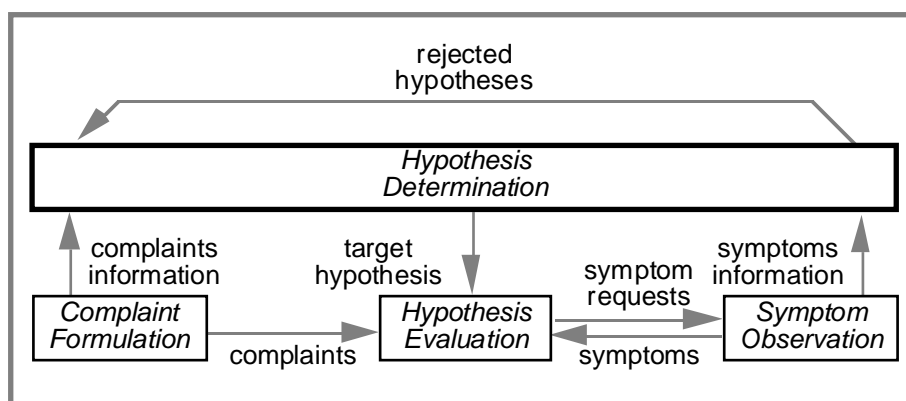 rejected
hypotheses
Hypothesis
Determination
complaints
information
target
hypothesis
symptom
requests
symptoms
information
Complaint
Formulation
complaints
Hypothesis
Evaluation
symptoms
Symptom
Observation